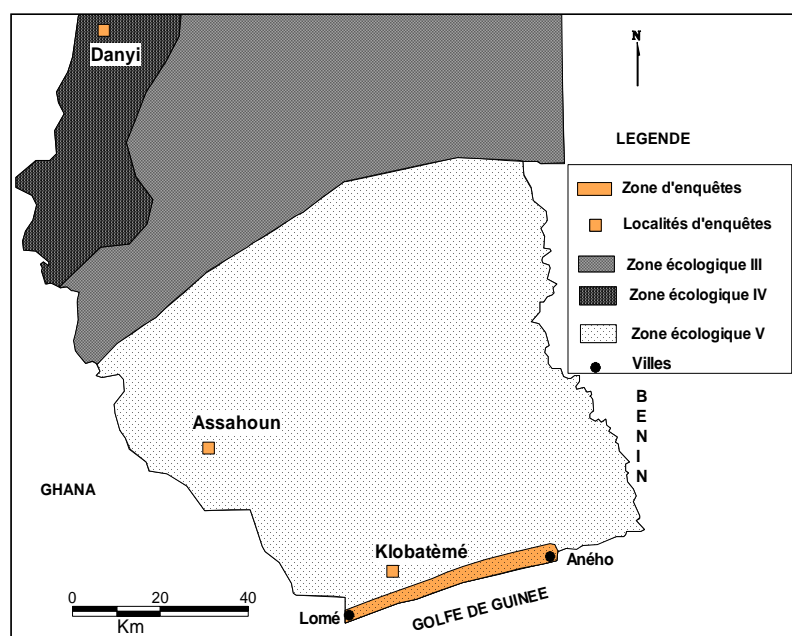 Danyi
N
LEGENDE
Zone d'enquêtes
Localités d'enquêtes
Zone écologique III
Zone écologique IV
Zone écologique V
Villes
BENIN
Assahoun
GHANA
Klobatèmé
Aného
Lomé
GOLFE DE GUINEE
0 20 40
Km